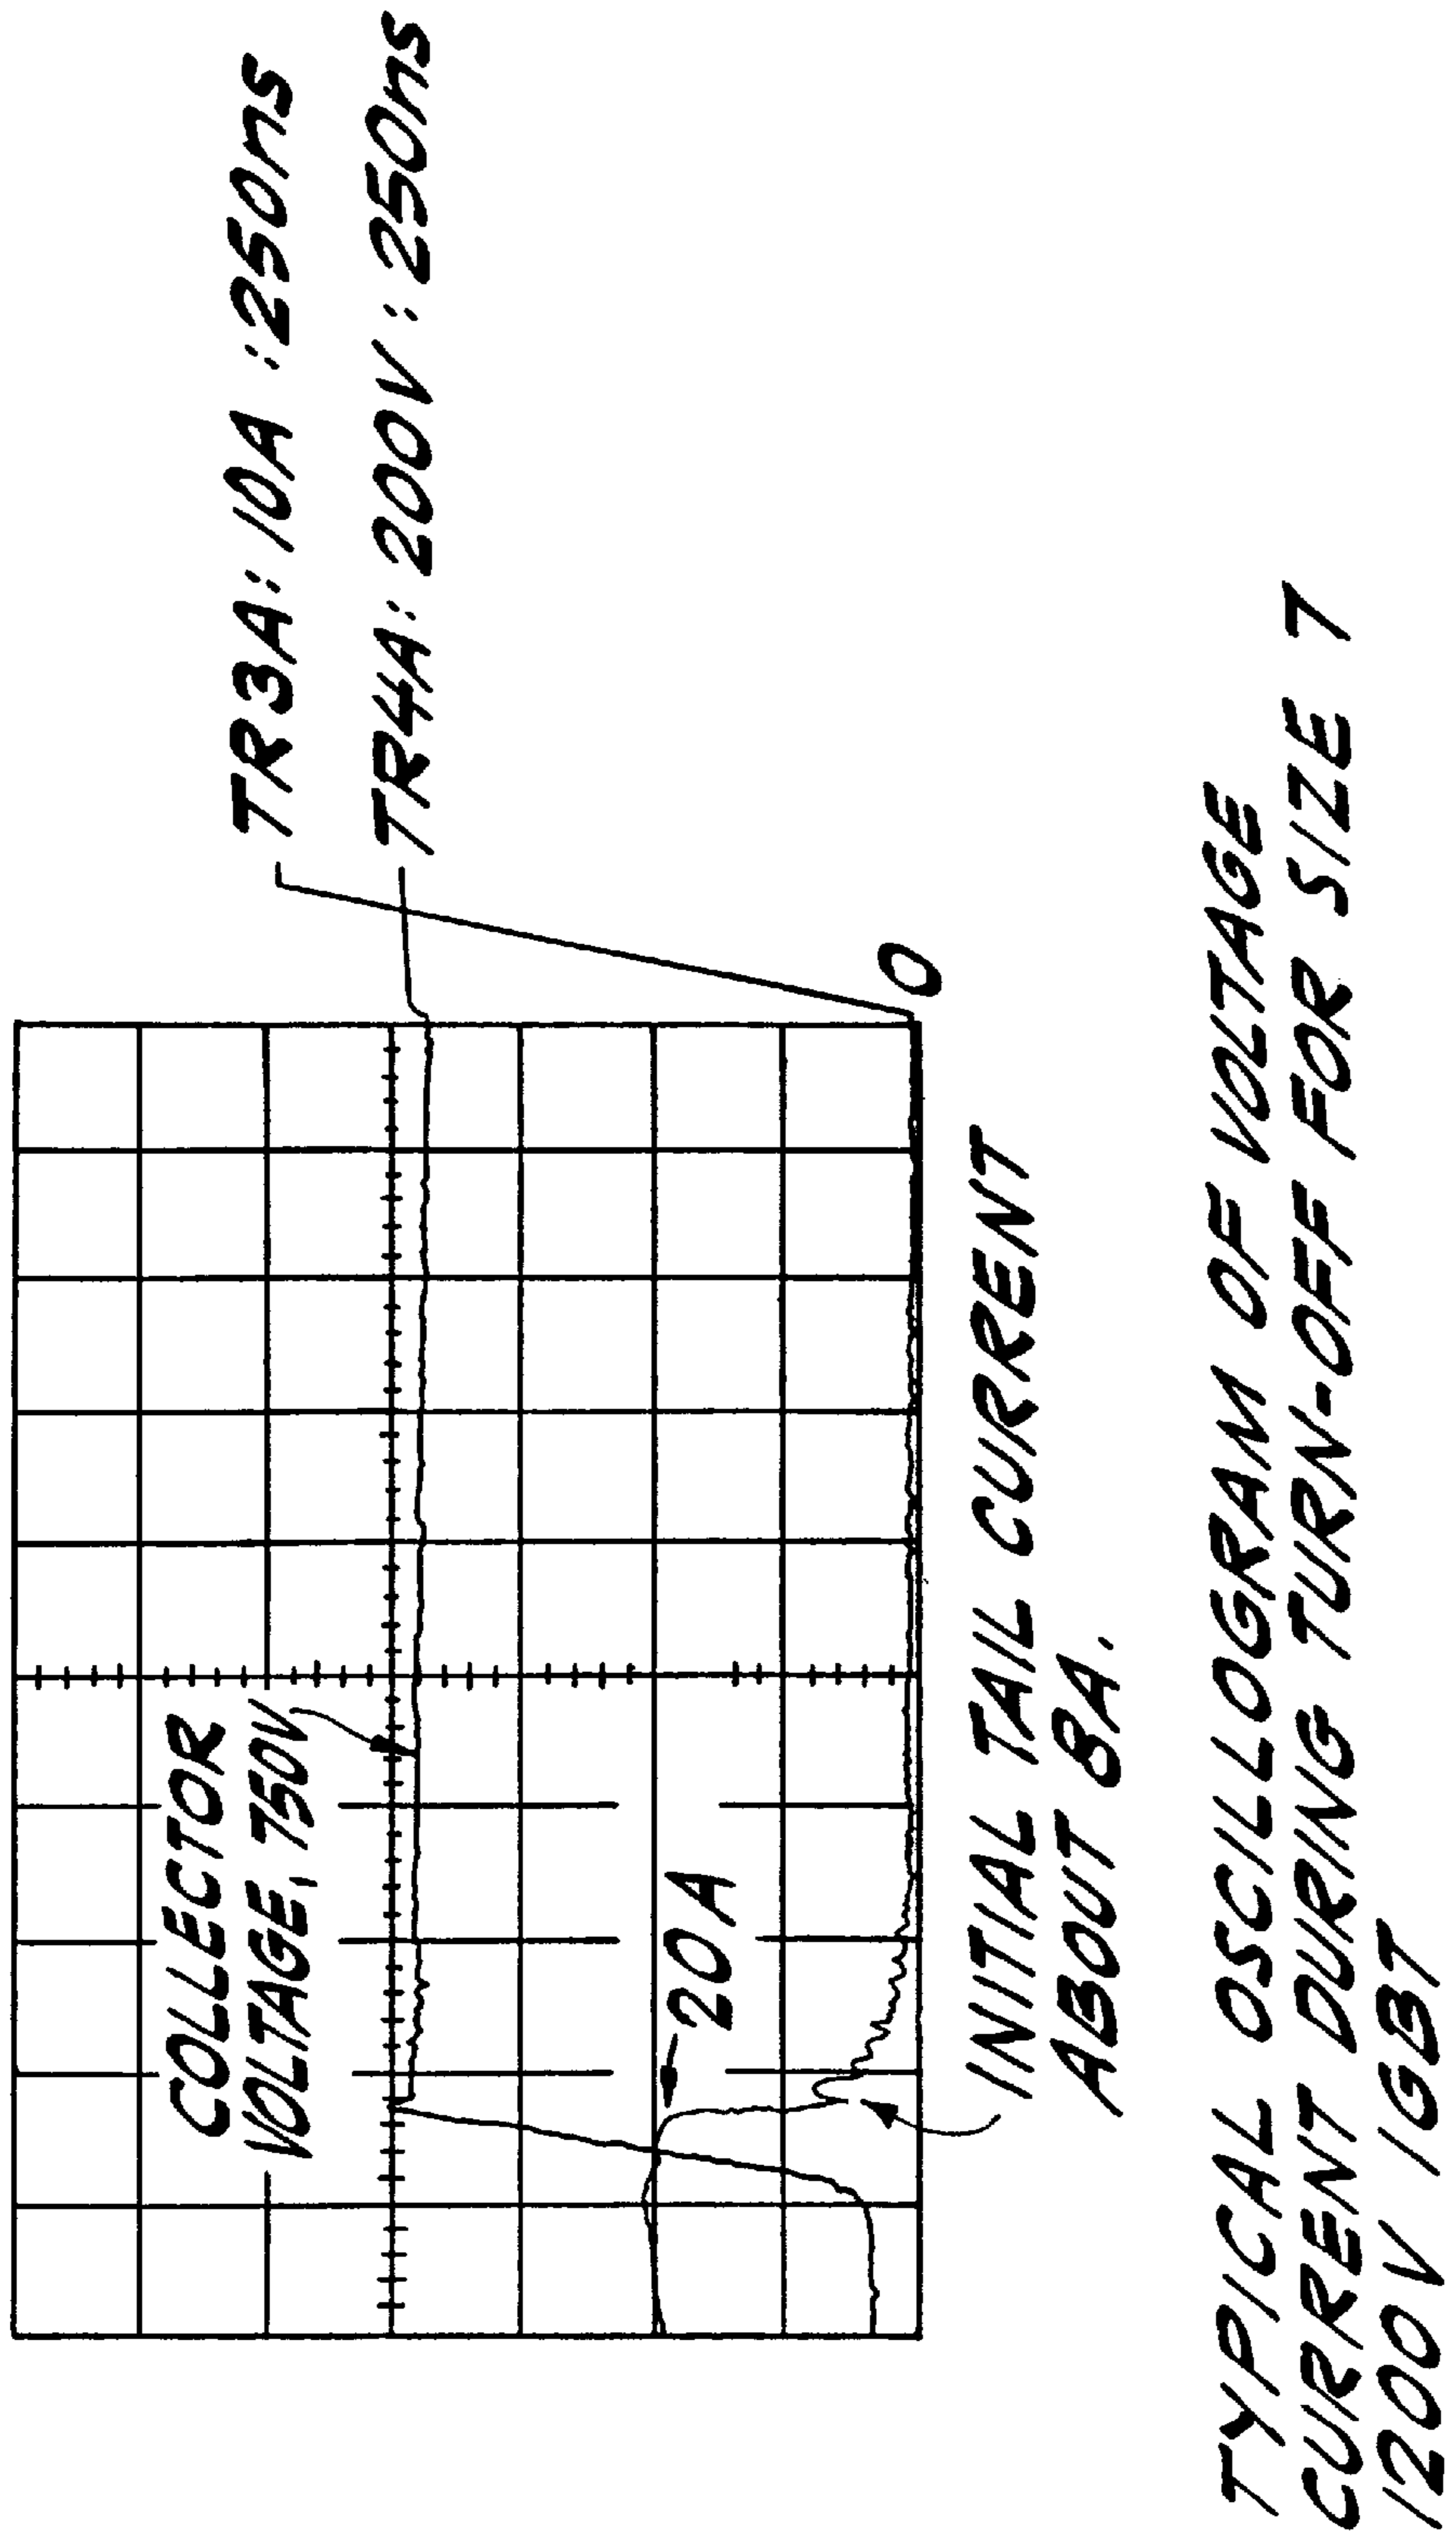 TR3A: 10A :250ns
TR4A: 200V : 250ns
COLLECTOR
VOLTAGE, 750V
20A
0
INITIAL TAIL CURRENT
ABOUT 8A.
TYPICAL OSCILLOGRAM OF VOLTAGE
CURRENT DURING TURN-OFF FOR SIZE 7
1200V IGBT